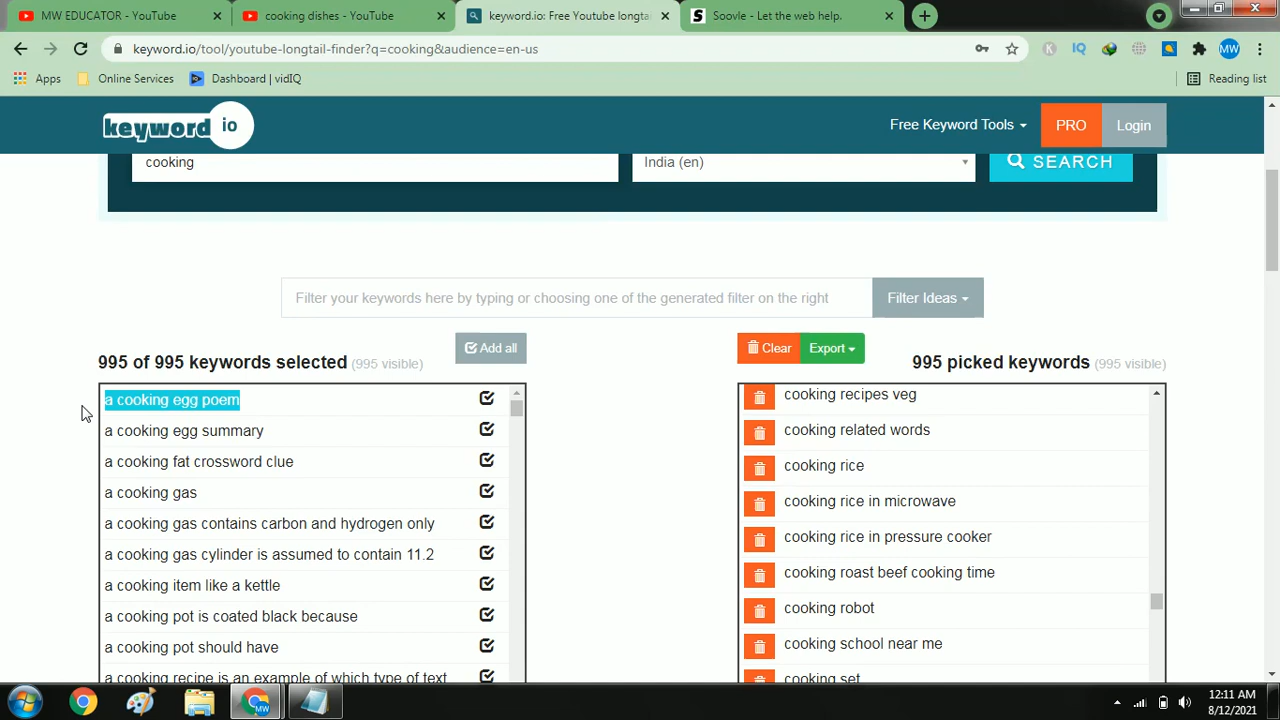 MW EDUCATOR - YouTube
cooking dishes - YouTube
keyword.io: Free Youtube longtai
Soovle - Let the web help.
keyword.io/tool/youtube-longtail-finder?q=cooking&audience=en-us
IQ
MW
Apps
Online Services
Dashboard | vidIQ
Reading list
keyword io
Free Keyword Tools
PRO
Login
cooking
India (en)
SEARCH
Filter your keywords here by typing or choosing one of the generated filter on the right
Filter Ideas
995 of 995 keywords selected (995 visible)
Add all
a cooking egg poem
a cooking egg summary
a cooking fat crossword clue
a cooking gas
a cooking gas contains carbon and hydrogen only
a cooking gas cylinder is assumed to contain 11.2
a cooking item like a kettle
a cooking pot is coated black because
a cooking pot should have
a cooking recipe is an example of which type of text
Clear
Export
995 picked keywords (995 visible)
cooking recipes veg
cooking related words
cooking rice
cooking rice in microwave
cooking rice in pressure cooker
cooking roast beef cooking time
cooking robot
cooking school near me
cooking set
MW
12:11 AM
8/12/2021